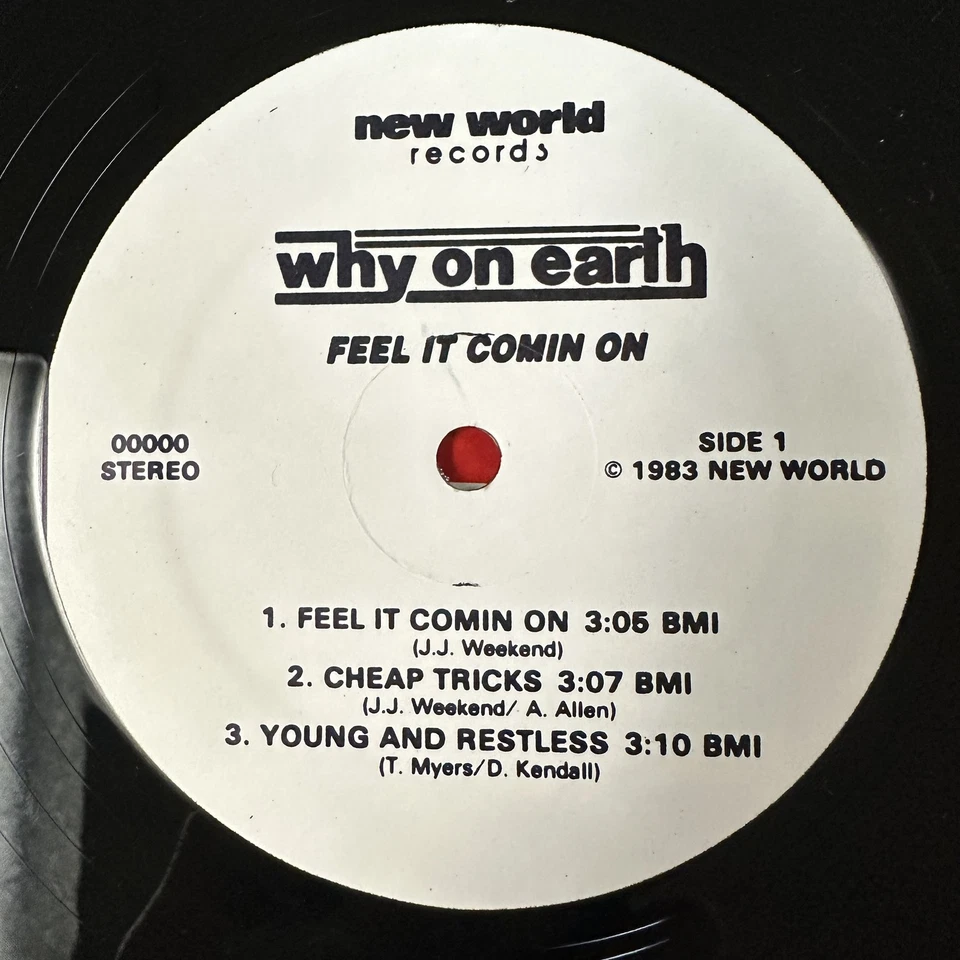 new world
records
why on earth
FEEL IT COMIN ON
00000
STEREO
SIDE 1
© 1983 NEW WORLD
1. FEEL IT COMIN ON 3:05 BMI
(J.J. Weekend)
2. CHEAP TRICKS 3:07 BMI
(J.J. Weekend/ A. Allen)
3. YOUNG AND RESTLESS 3:10 BMI
(T. Myers/D. Kendall)